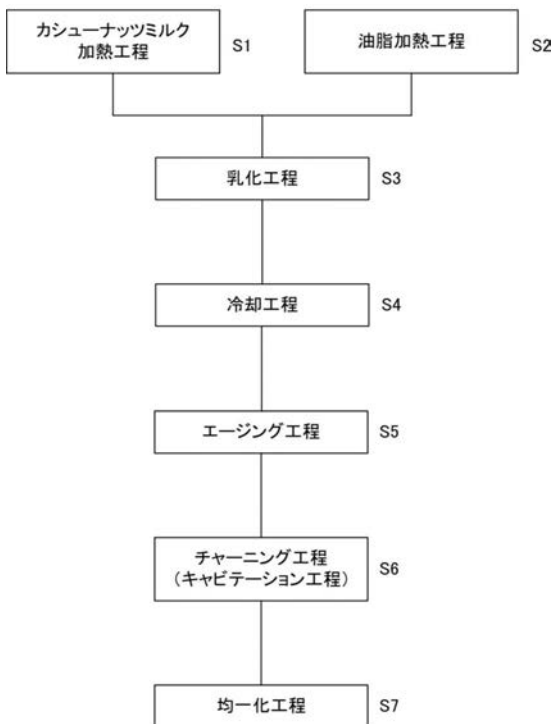 カシューナッツミルク
加熱工程
S1
油脂加熱工程
S2
乳化工程
S3
冷却工程
S4
エージング工程
S5
チャーニング工程
(キャビテーション工程)
S6
均一化工程
S7